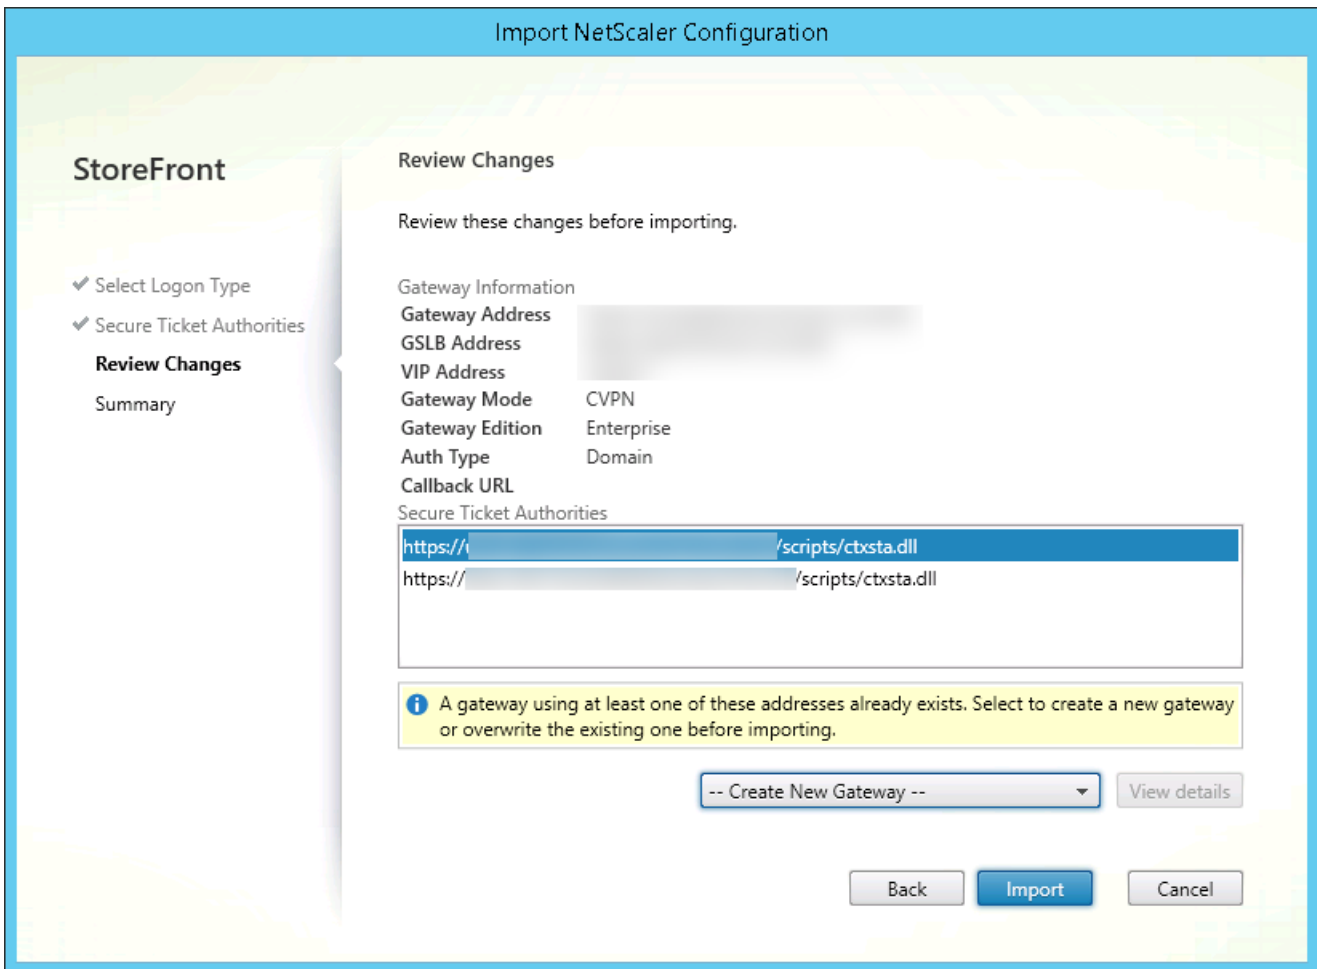 Import NetScaler Configuration
StoreFront
Select Logon Type
Secure Ticket Authorities
Review Changes
Summary
Review Changes
Review these changes before importing.
Gateway Information
Gateway Address
GSLB Address
VIP Address
Gateway Mode CVPN
Gateway Edition Enterprise
Auth Type Domain
Callback URL
Secure Ticket Authorities
https:// /scripts/ctxsta.dll
https:// /scripts/ctxsta.dll
A gateway using at least one of these addresses already exists. Select to create a new gateway
or overwrite the existing one before importing.
-- Create New Gateway -- View details
Back Import Cancel